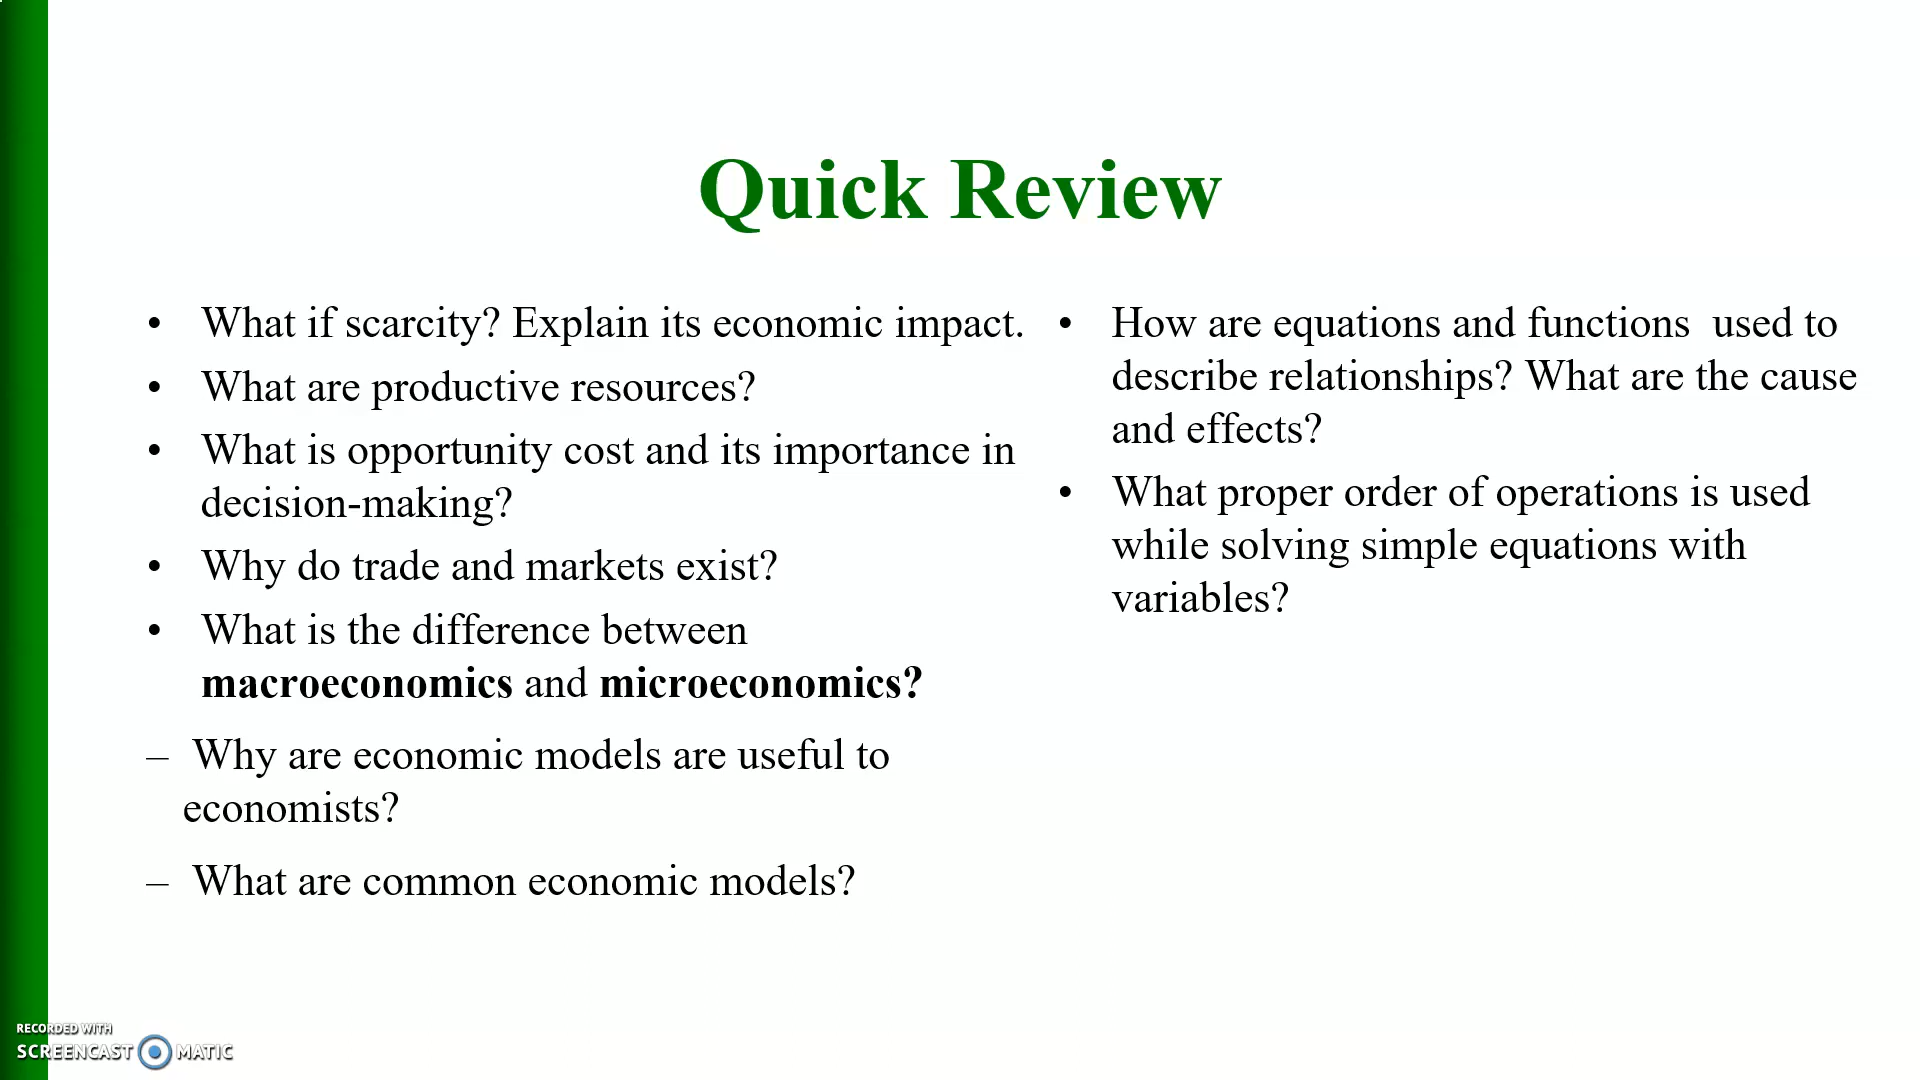 Quick Review
• What if scarcity? Explain its economic impact.
• What are productive resources?
• What is opportunity cost and its importance in
decision-making?
• Why do trade and markets exist?
• What is the difference between
macroeconomics and microeconomics?
– Why are economic models are useful to
economists?
– What are common economic models?
• How are equations and functions  used to
describe relationships? What are the cause
and effects?
• What proper order of operations is used
while solving simple equations with
variables?
RECORDED WITH
SCREENCAST MATIC